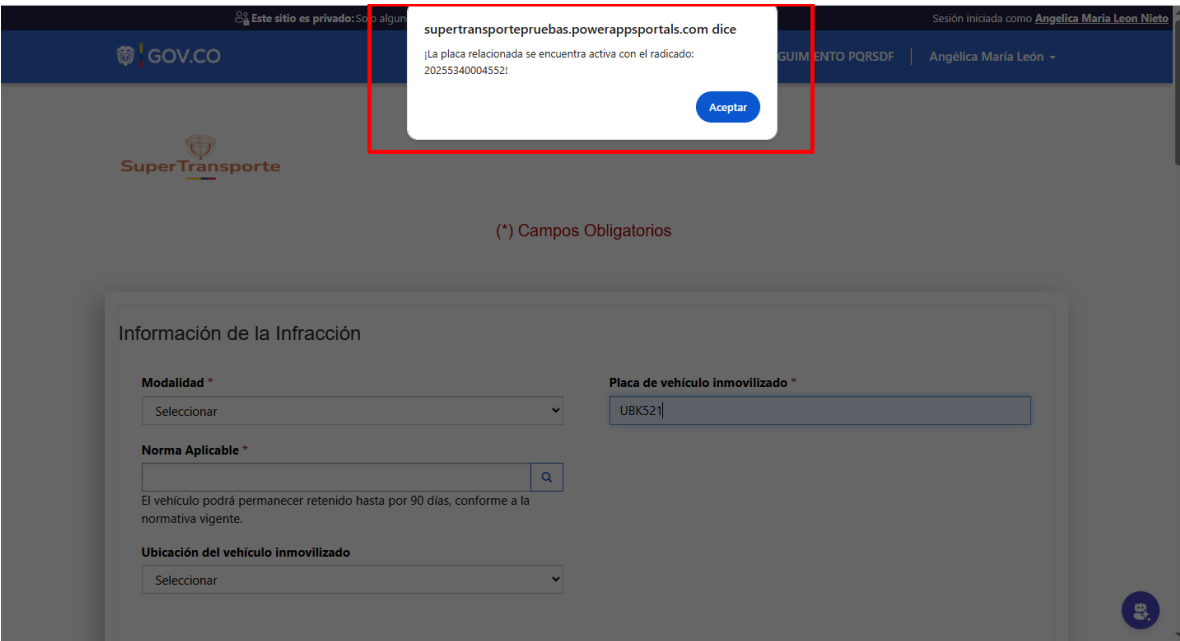 Este sitio es privado: Solo algun
Sesión iniciada como Angelica Maria Leon Nieto
supertransportepruebas.powerappsportals.com dice
¡La placa relacionada se encuentra activa con el radicado:
20255340004552!
Aceptar
GOV.CO
GUIMIENTO PQRSDF
Angélica María León
SuperTransporte
(*) Campos Obligatorios
Información de la Infracción
Modalidad *
Placa de vehículo inmovilizado *
Seleccionar
UBK521
Norma Aplicable *
El vehículo podrá permanecer retenido hasta por 90 días, conforme a la
normativa vigente.
Ubicación del vehículo inmovilizado
Seleccionar